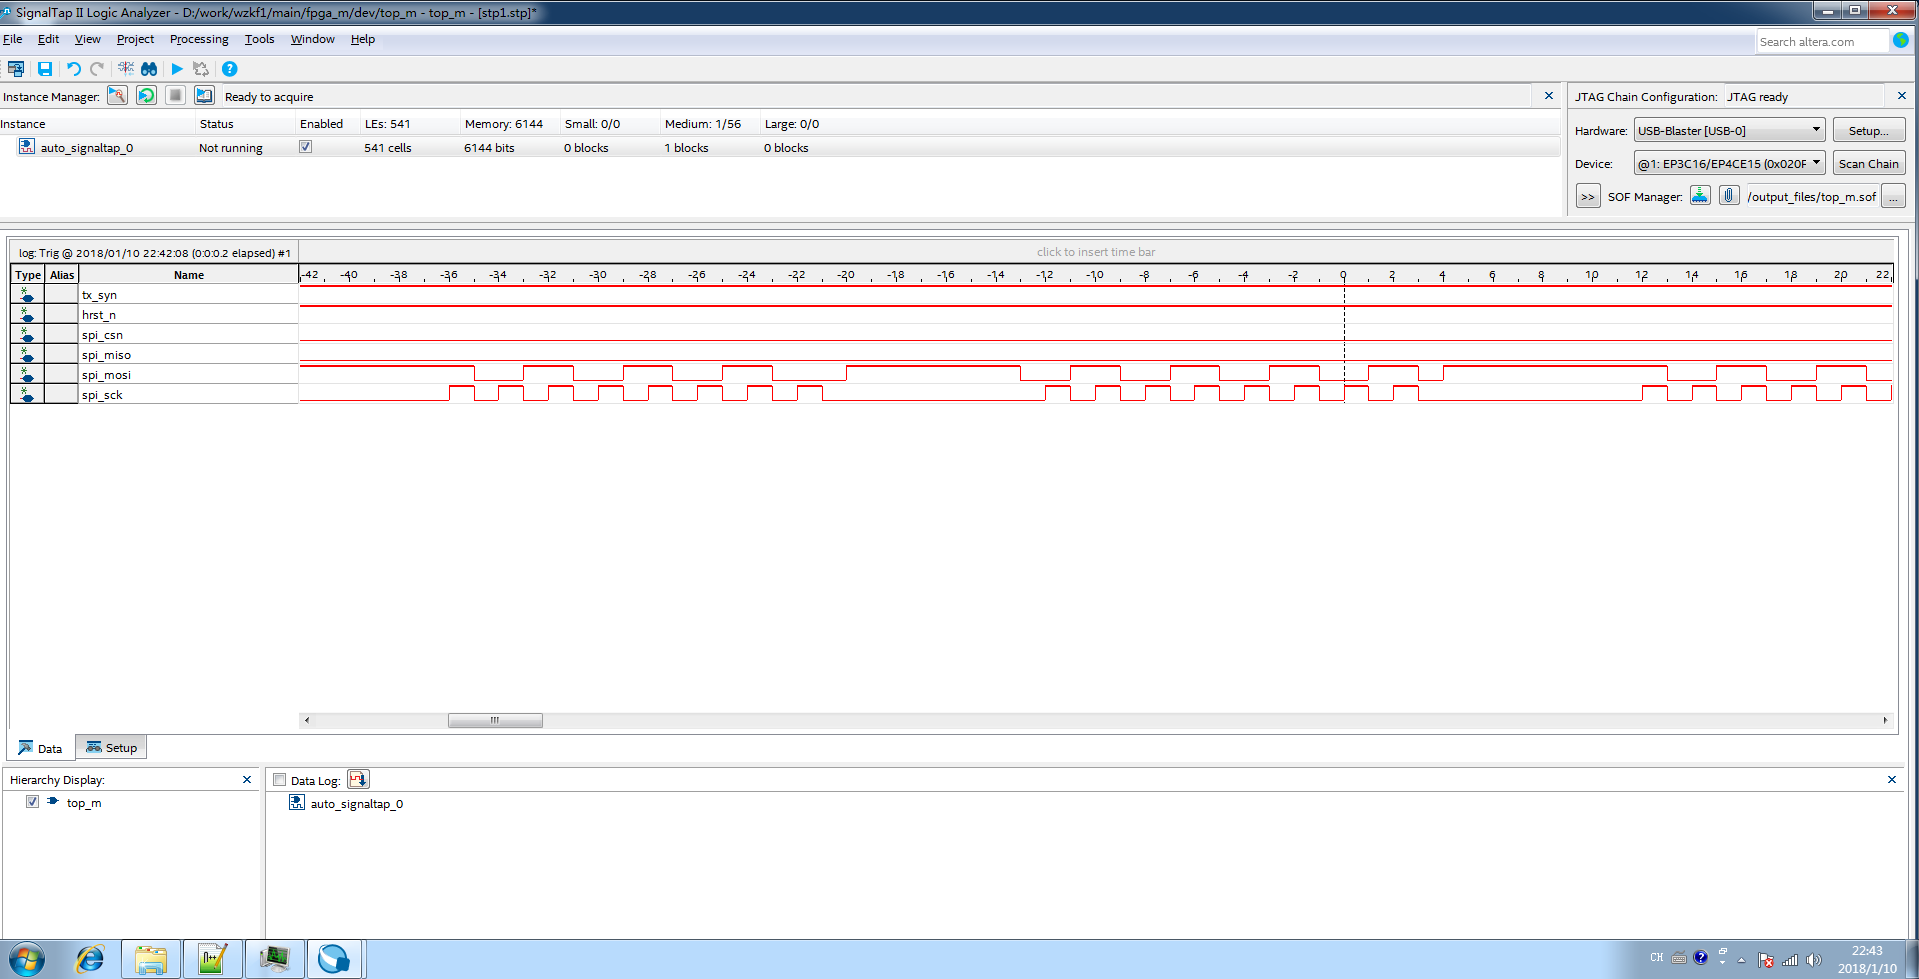 SignalTap II Logic Analyzer - D:/work/wzkf1/main/fpga_m/dev/top_m - top_m - [stp1.stp]*
File Edit View Project Processing Tools Window Help
Search altera.com
Instance Manager: Ready to acquire
JTAG Chain Configuration: JTAG ready
Instance Status Enabled LEs: 541 Memory: 6144 Small: 0/0 Medium: 1/56 Large: 0/0
auto_signaltap_0 Not running 541 cells 6144 bits 0 blocks 1 blocks 0 blocks
Hardware: USB-Blaster [USB-0] Setup...
Device: @1: EP3C16/EP4CE15 (0x020F Scan Chain
>> SOF Manager: /output_files/top_m.sof ...
log: Trig @ 2018/01/10 22:42:08 (0:0:0.2 elapsed) #1 click to insert time bar
Type Alias Name -42 -40 -38 -36 -34 -32 -30 -28 -26 -24 -22 -20 -18 -16 -14 -12 -10 -8 -6 -4 -2 0 2 4 6 8 10 12 14 16 18 20 22
tx_syn
hrst_n
spi_csn
spi_miso
spi_mosi
spi_sck
Data Setup
Hierarchy Display:
top_m
Data Log:
auto_signaltap_0
CH
22:43
2018/1/10